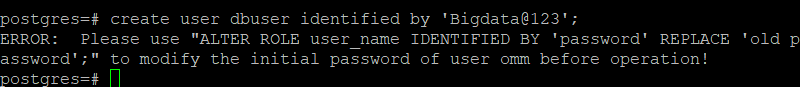 postgres=# create user dbuser identified by 'Bigdata@123';
ERROR:  Please use "ALTER ROLE user_name IDENTIFIED BY 'password' REPLACE 'old p
assword';" to modify the initial password of user omm before operation!
postgres=#